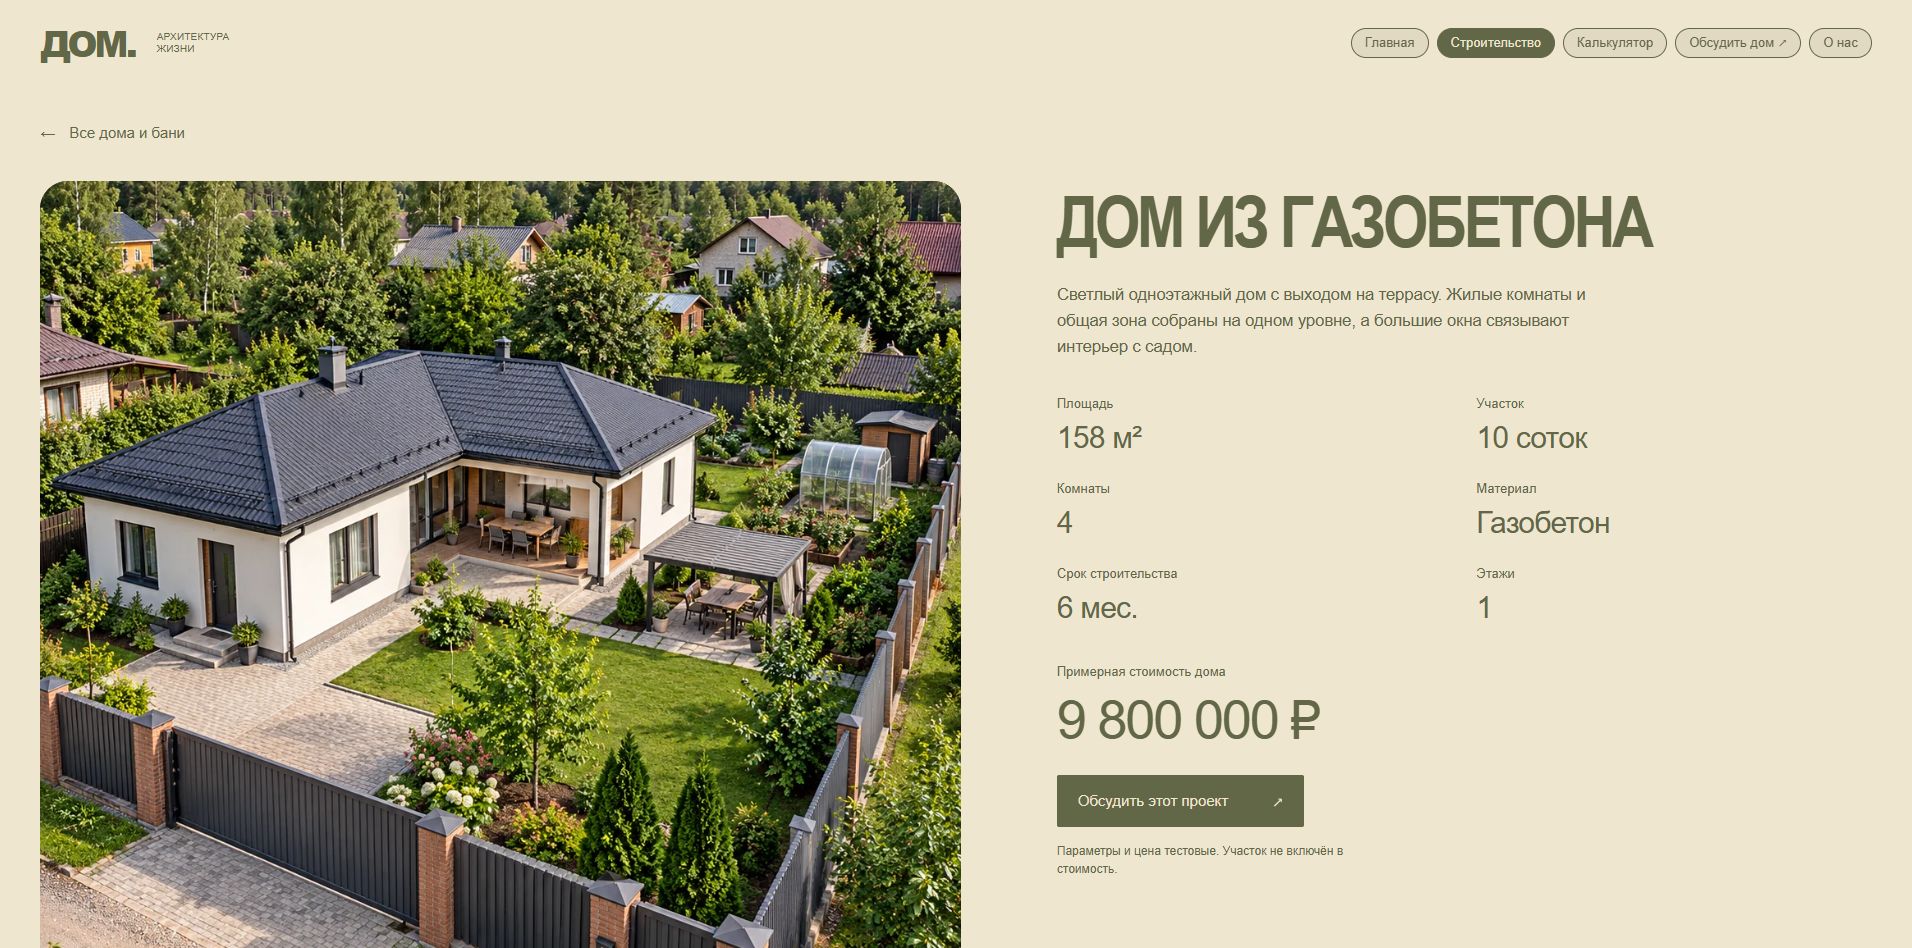 ДОМ.
АРХИТЕКТУРА
ЖИЗНИ
Главная
Строительство
Калькулятор
Обсудить дом ↗
О нас
← Все дома и бани
ДОМ ИЗ ГАЗОБЕТОНА
Светлый одноэтажный дом с выходом на террасу. Жилые комнаты и
общая зона собраны на одном уровне, а большие окна связывают
интерьер с садом.
Площадь
158 м²
Участок
10 соток
Комнаты
4
Материал
Газобетон
Срок строительства
6 мес.
Этажи
1
Примерная стоимость дома
9 800 000 ₽
Обсудить этот проект ↗
Параметры и цена тестовые. Участок не включён в
стоимость.